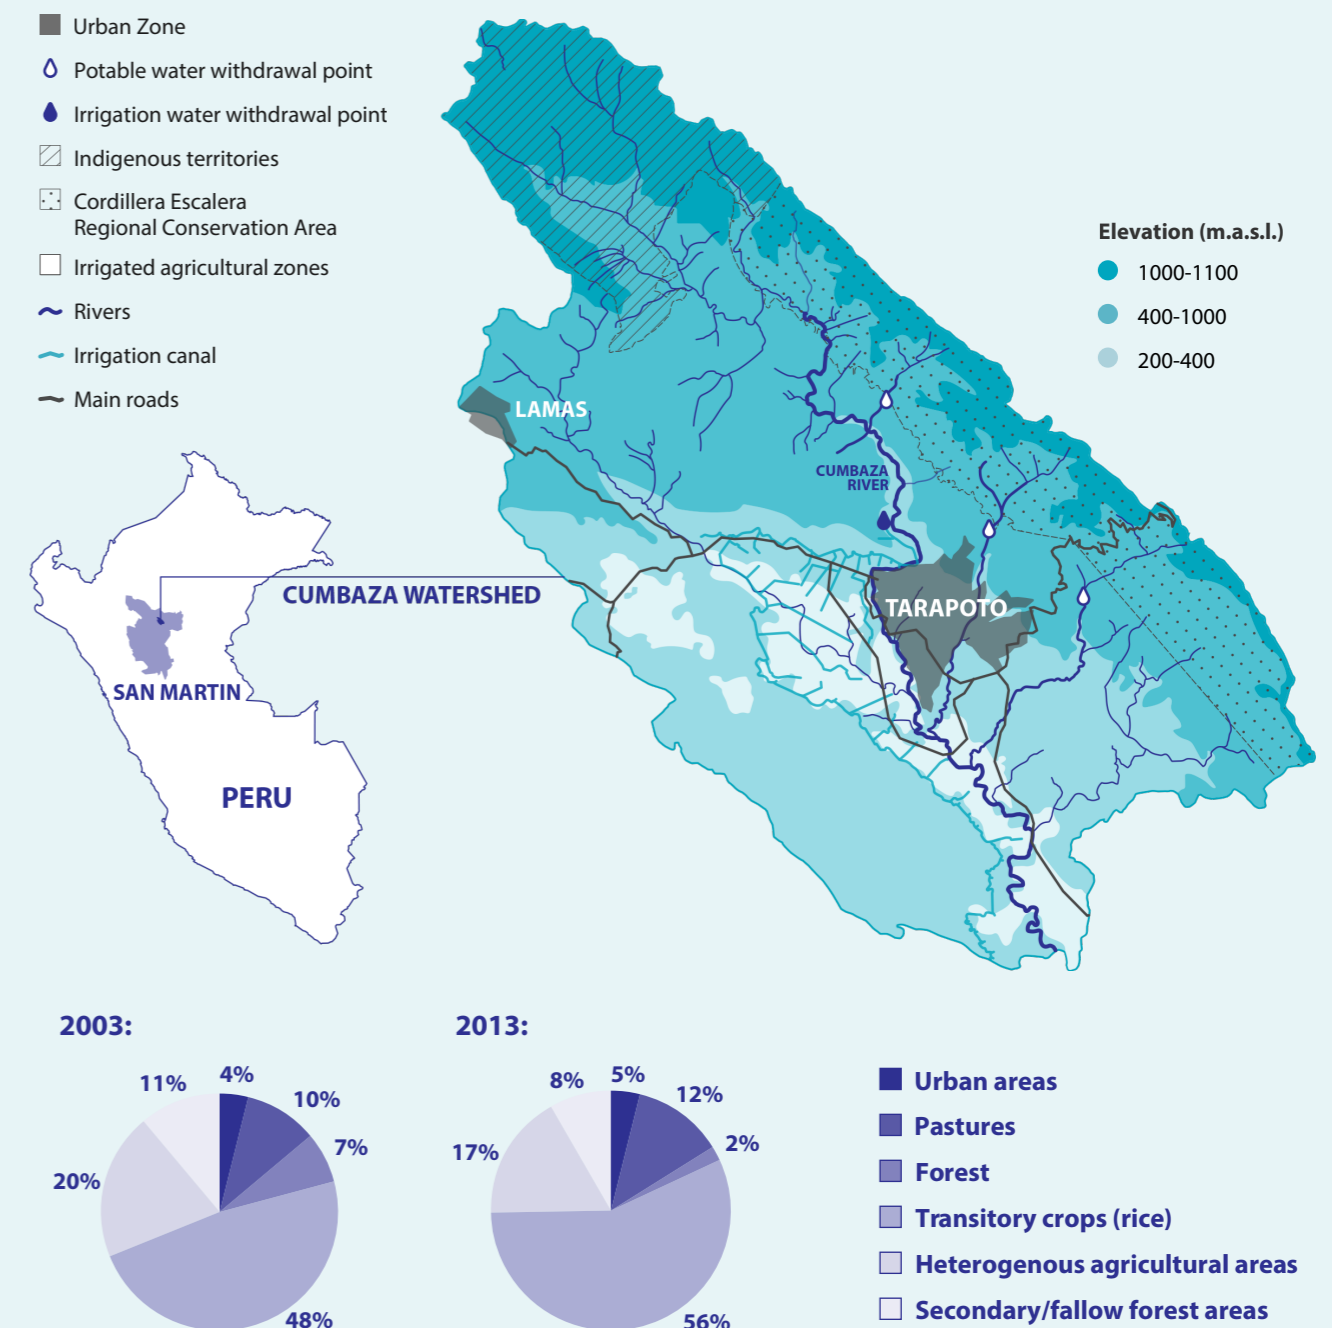 Urban Zone
Potable water withdrawal point
Irrigation water withdrawal point
Indigenous territories
Cordillera Escalera
Regional Conservation Area
Irrigated agricultural zones
Rivers
Irrigation canal
Main roads
Elevation (m.a.s.l.)
1000-1100
400-1000
200-400
LAMAS
CUMBAZA
RIVER
TARAPOTO
CUMBAZA WATERSHED
SAN MARTIN
PERU
2003:
4%
10%
7%
48%
20%
11%
2013:
5%
12%
2%
56%
17%
8%
Urban areas
Pastures
Forest
Transitory crops (rice)
Heterogenous agricultural areas
Secondary/fallow forest areas